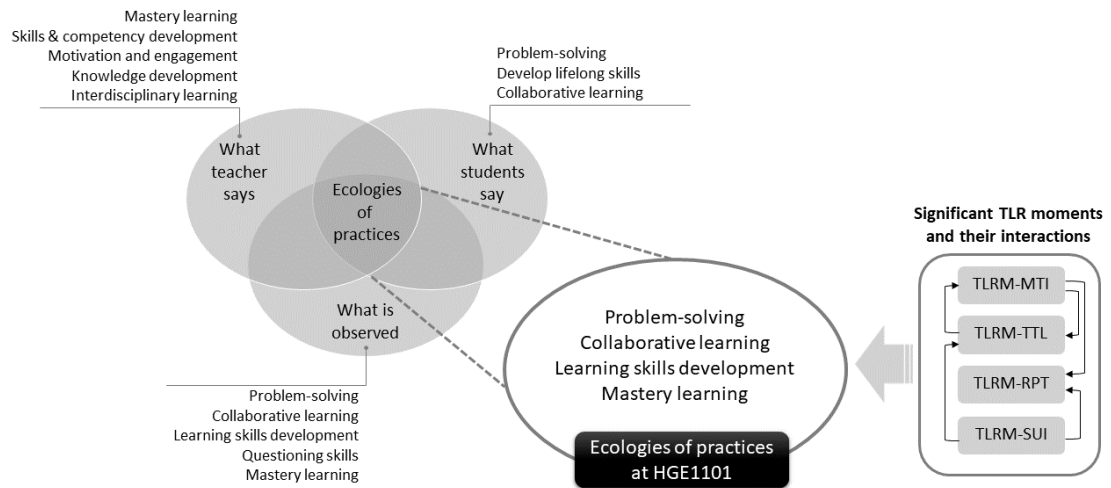 Mastery learning
Skills & competency development
Motivation and engagement
Knowledge development
Interdisciplinary learning
Problem-solving
Develop lifelong skills
Collaborative learning
What
teacher
says
What
students
say
Ecologies
of
practices
What is
observed
Problem-solving
Collaborative learning
Learning skills development
Questioning skills
Mastery learning
Problem-solving
Collaborative learning
Learning skills development
Mastery learning
Ecologies of practices
at HGE1101
Significant TLR moments
and their interactions
TLRM-MTI
TLRM-TTL
TLRM-RPT
TLRM-SUI